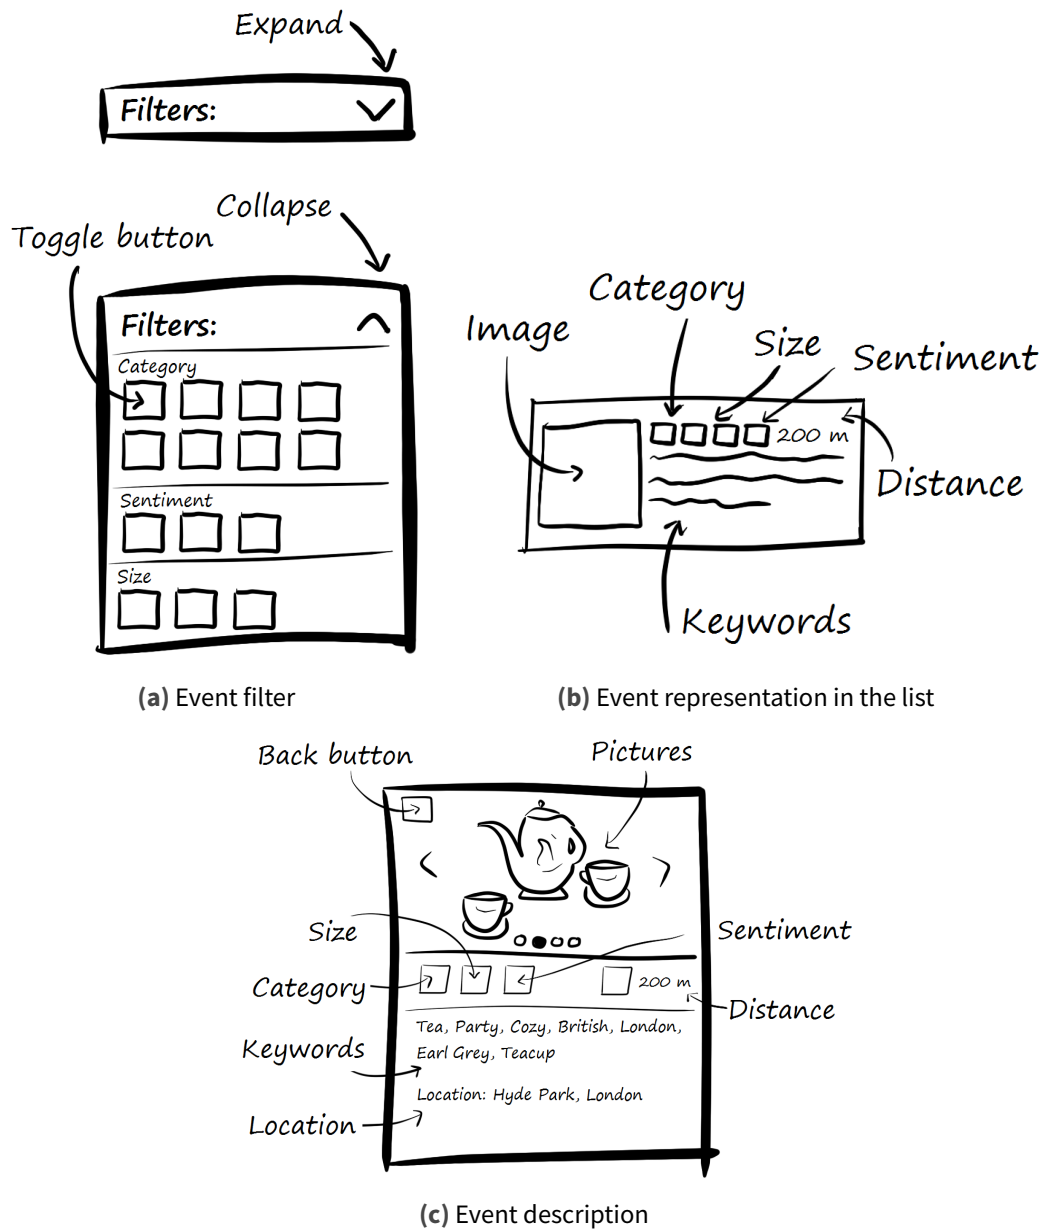 Expand
Filters:
Collapse
Toggle button
Filters:
Category
Sentiment
Size
(a) Event filter
Category
Image
Size
Sentiment
200 m
Distance
Keywords
(b) Event representation in the list
Back button
Pictures
Size
Sentiment
Category
200 m
Distance
Keywords
Tea, Party, Cozy, British, London,
Earl Grey, Teacup
Location: Hyde Park, London
Location
(c) Event description